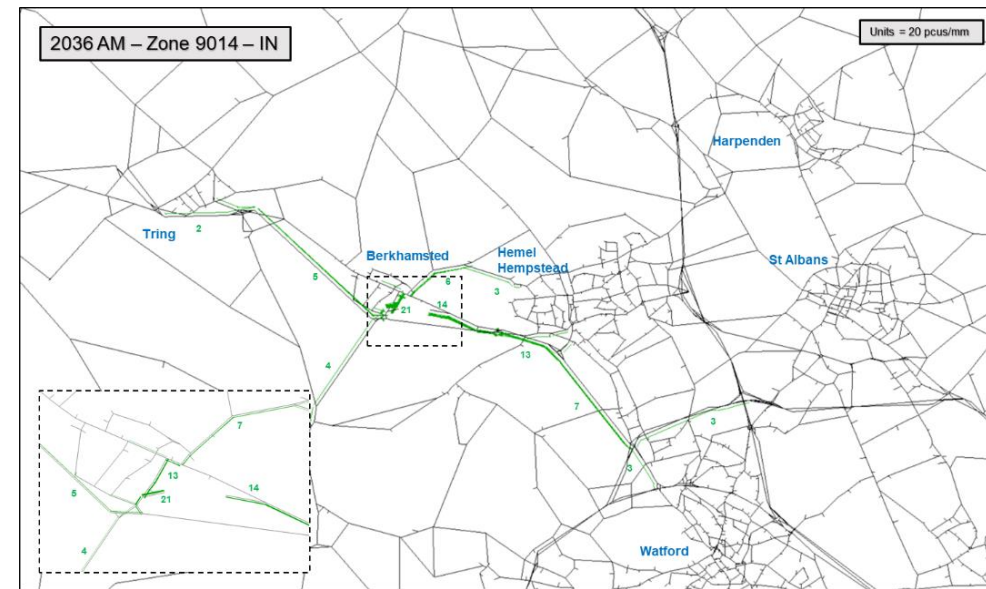 2036 AM – Zone 9014 – IN
Units = 20 pcus/mm
Harpenden
Tring
2
Berkhamsted
Hemel
Hempstead
St Albans
5
6
3
14
21
13
4
7
3
3
7
13
5
21
14
4
Watford